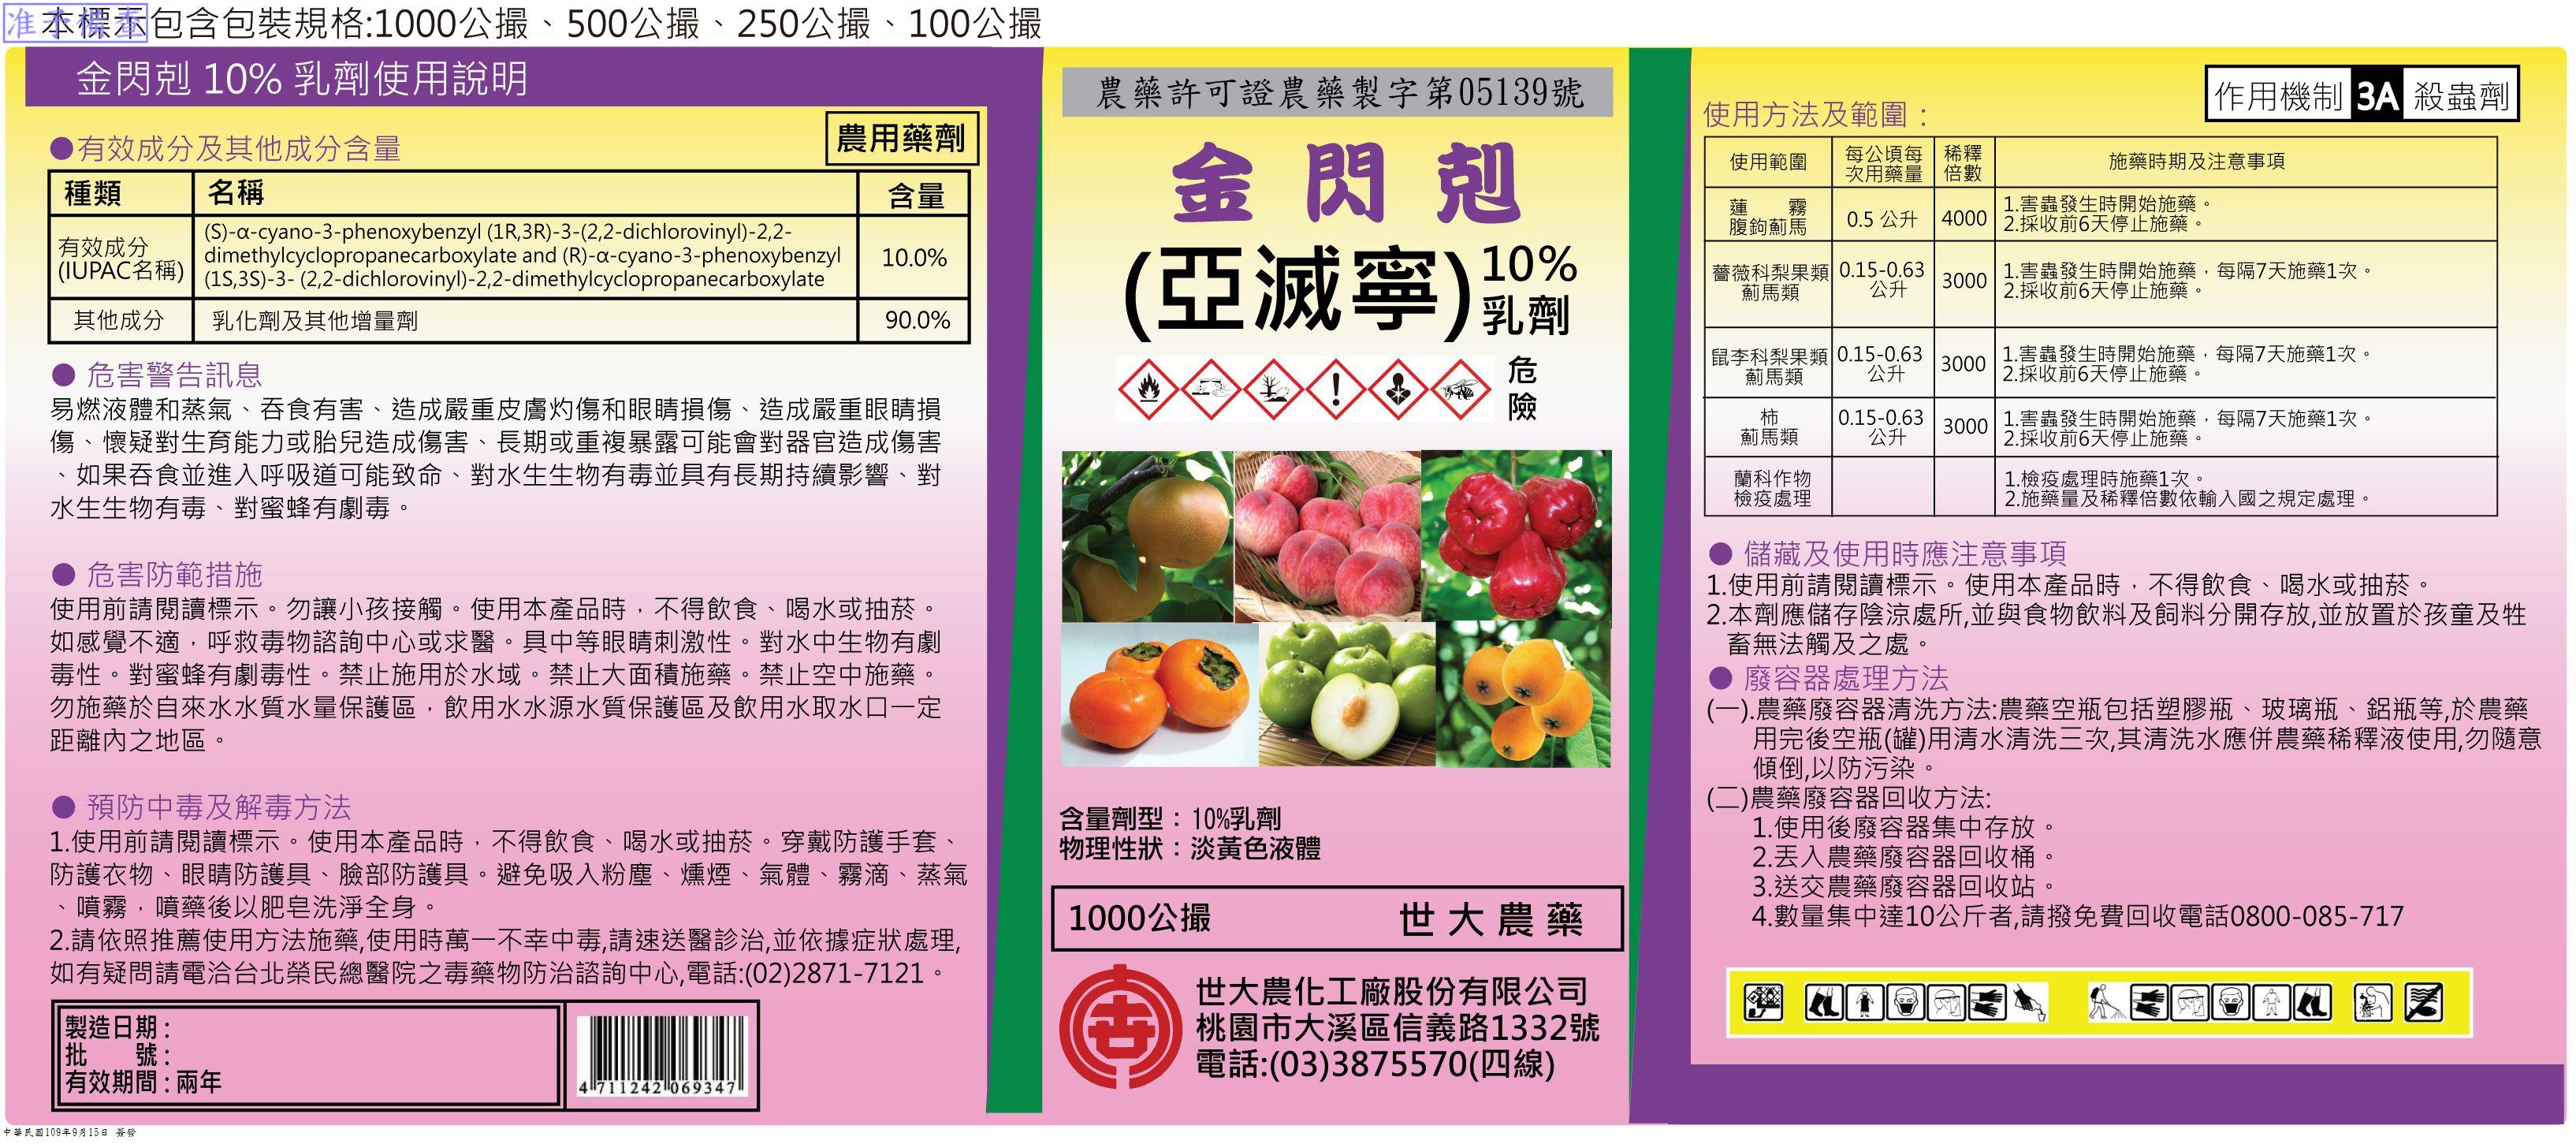 准予備查
本標示包含包裝規格:1000公撮、500公撮、250公撮、100公撮
金閃剋 10% 乳劑使用說明
農用藥劑
●有效成分及其他成分含量
種類 名稱 含量
有效成分
(IUPAC名稱)
(S)-α-cyano-3-phenoxybenzyl (1R,3R)-3-(2,2-dichlorovinyl)-2,2-
dimethylcyclopropanecarboxylate and (R)-α-cyano-3-phenoxybenzyl
(1S,3S)-3- (2,2-dichlorovinyl)-2,2-dimethylcyclopropanecarboxylate
10.0%
其他成分 乳化劑及其他增量劑 90.0%
● 危害警告訊息
易燃液體和蒸氣、吞食有害、造成嚴重皮膚灼傷和眼睛損傷、造成嚴重眼睛損
傷、懷疑對生育能力或胎兒造成傷害、長期或重複暴露可能會對器官造成傷害
、如果吞食並進入呼吸道可能致命、對水生生物有毒並具有長期持續影響、對
水生生物有毒、對蜜蜂有劇毒。
● 危害防範措施
使用前請閱讀標示。勿讓小孩接觸。使用本產品時，不得飲食、喝水或抽菸。
如感覺不適，呼救毒物諮詢中心或求醫。具中等眼睛刺激性。對水中生物有劇
毒性。對蜜蜂有劇毒性。禁止施用於水域。禁止大面積施藥。禁止空中施藥。
勿施藥於自來水水質水量保護區，飲用水水源水質保護區及飲用水取水口一定
距離內之地區。
● 預防中毒及解毒方法
1.使用前請閱讀標示。使用本產品時，不得飲食、喝水或抽菸。穿戴防護手套、
防護衣物、眼睛防護具、臉部防護具。避免吸入粉塵、燻煙、氣體、霧滴、蒸氣
、噴霧，噴藥後以肥皂洗淨全身。
2.請依照推薦使用方法施藥,使用時萬一不幸中毒,請速送醫診治,並依據症狀處理,
如有疑問請電洽台北榮民總醫院之毒藥物防治諮詢中心,電話:(02)2871-7121。
製造日期 :
批 號 :
有效期間 : 兩年
4 711242 069347
中華民國109年9月15日 簽發
農藥許可證農藥製字第05139號
金閃剋
(亞滅寧) 10%
乳劑
危
險
含量劑型：10%乳劑
物理性狀：淡黃色液體
1000公撮 世大農藥
世大農化工廠股份有限公司
桃園市大溪區信義路1332號
電話:(03)3875570(四線)
作用機制 3A 殺蟲劑
使用方法及範圍：
使用範圍 每公頃每
次用藥量 稀釋
倍數 施藥時期及注意事項
蓮 霧
腹鉤薊馬
0.5 公升 4000
1.害蟲發生時開始施藥。
2.採收前6天停止施藥。
薔薇科梨果類
薊馬類
0.15-0.63
公升
3000
1.害蟲發生時開始施藥，每隔7天施藥1次。
2.採收前6天停止施藥。
鼠李科梨果類
薊馬類
0.15-0.63
公升
3000
1.害蟲發生時開始施藥，每隔7天施藥1次。
2.採收前6天停止施藥。
柿
薊馬類
0.15-0.63
公升
3000
1.害蟲發生時開始施藥，每隔7天施藥1次。
2.採收前6天停止施藥。
蘭科作物
檢疫處理
1.檢疫處理時施藥1次。
2.施藥量及稀釋倍數依輸入國之規定處理。
● 儲藏及使用時應注意事項
1.使用前請閱讀標示。使用本產品時，不得飲食、喝水或抽菸。
2.本劑應儲存陰涼處所,並與食物飲料及飼料分開存放,並放置於孩童及牲
畜無法觸及之處。
● 廢容器處理方法
(一).農藥廢容器清洗方法:農藥空瓶包括塑膠瓶、玻璃瓶、鋁瓶等,於農藥
用完後空瓶(罐)用清水清洗三次,其清洗水應併農藥稀釋液使用,勿隨意
傾倒,以防污染。
(二)農藥廢容器回收方法:
1.使用後廢容器集中存放。
2.丟入農藥廢容器回收桶。
3.送交農藥廢容器回收站。
4.數量集中達10公斤者,請撥免費回收電話0800-085-717